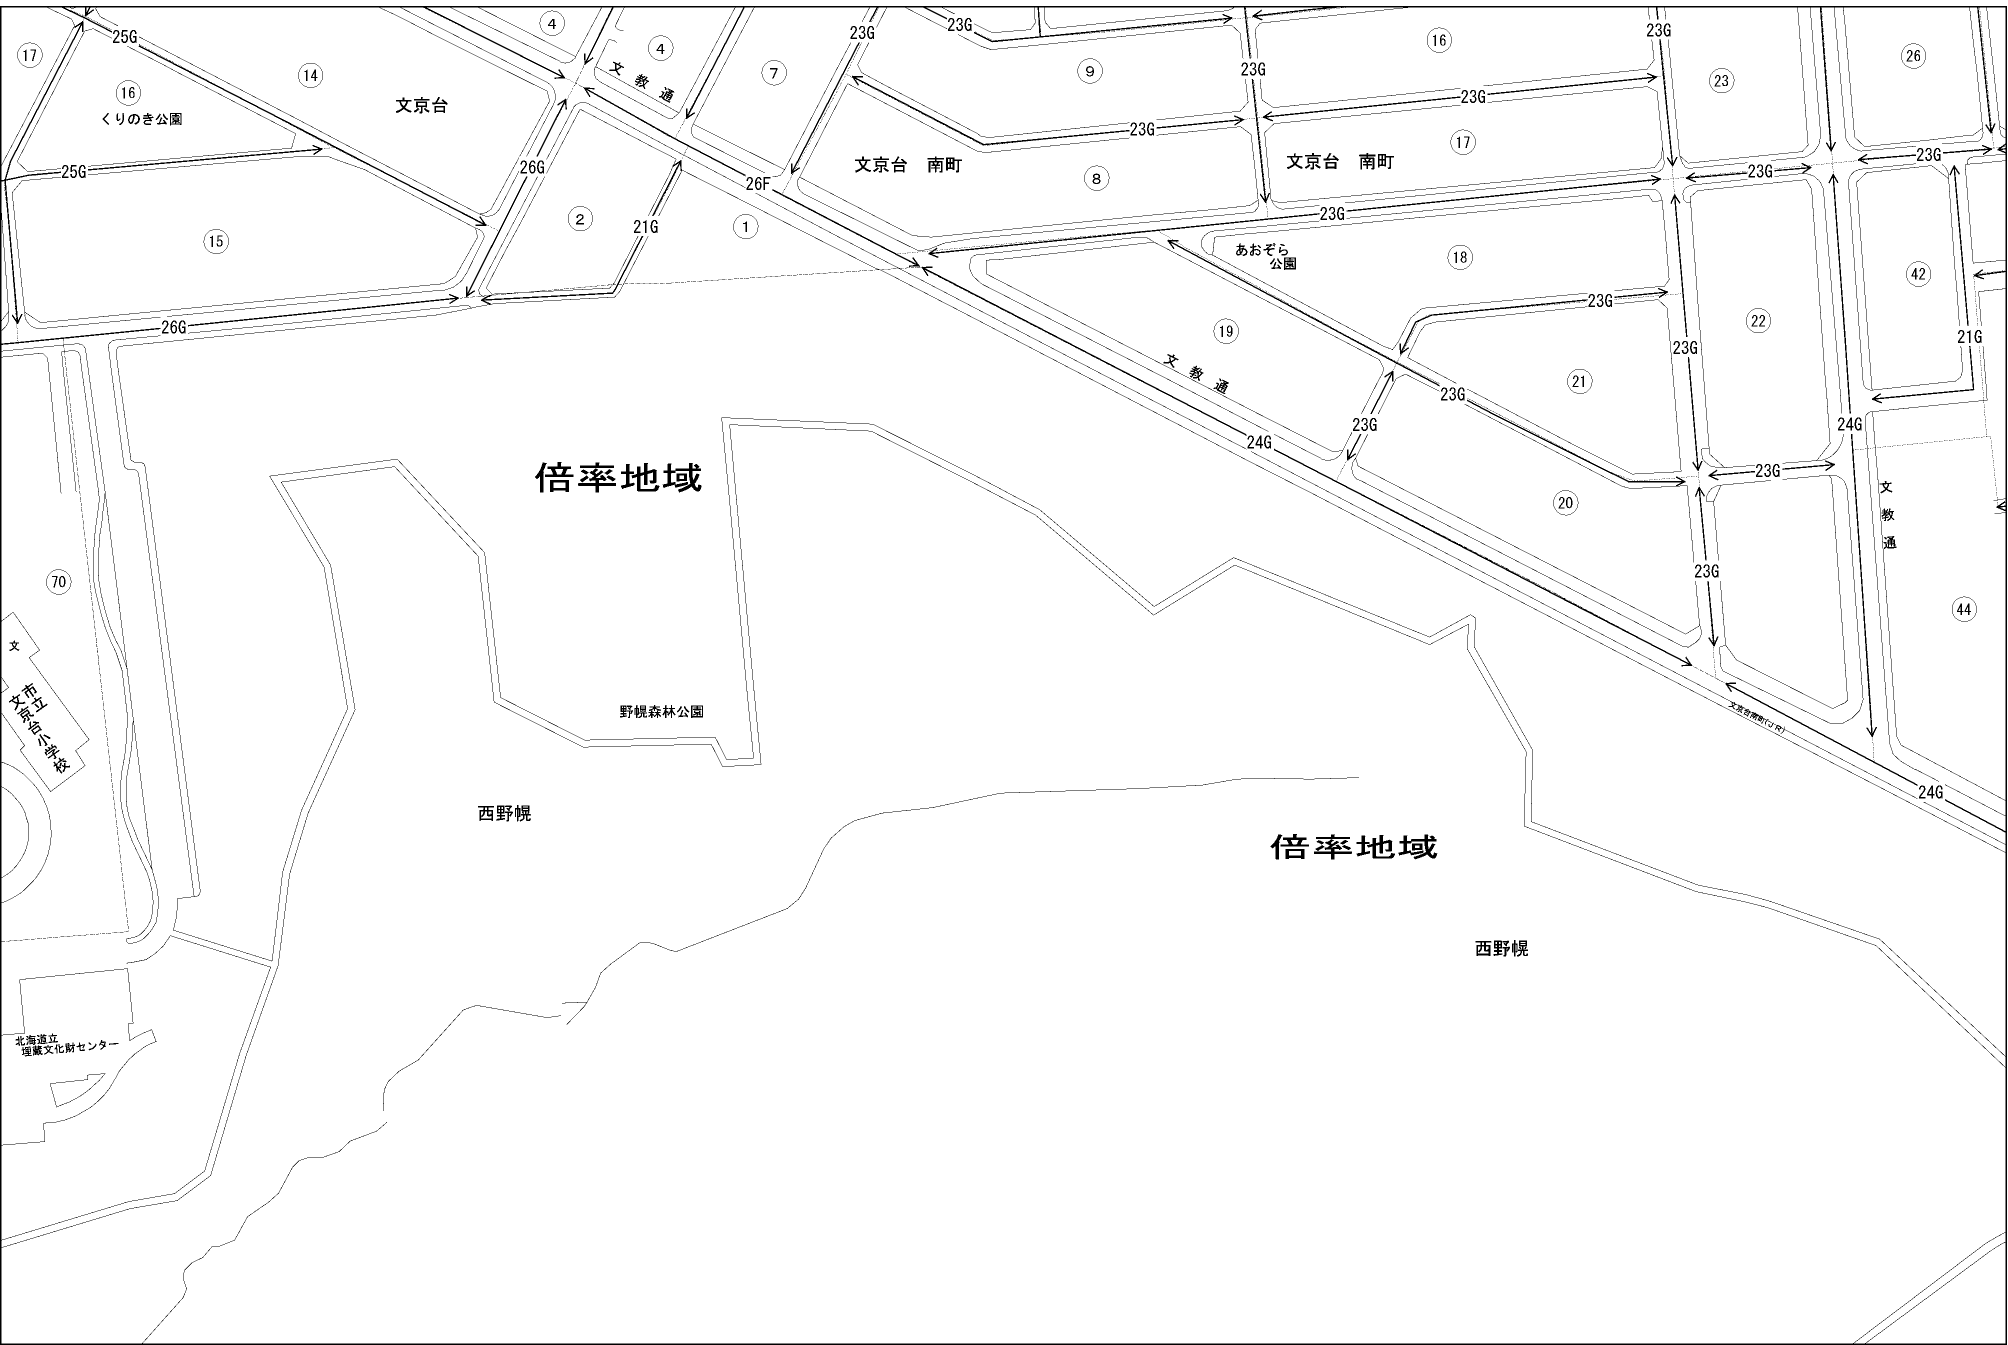 ④
23G
23G
25G
④
16
26
⑰
⑨
文教通
⑦
23G
⑭
23
⑯
くりのき公園
文京台
23G
23G
⑰
文京台 南町
文京台 南町
23G
26G
25G
23G
⑧
26F
②
21G
①
23G
⑮
あおぞら
公園
⑱
42
23G
26G
⑲
22
21G
23G
文教通
㉑
23G
23G
24G
24G
倍率地域
23G
文教通
⑳
23G
70
44
文
市立
文京台小学校
野幌森林公園
文京台南町(JR)
24G
西野幌
倍率地域
西野幌
北海道立
埋蔵文化財センター